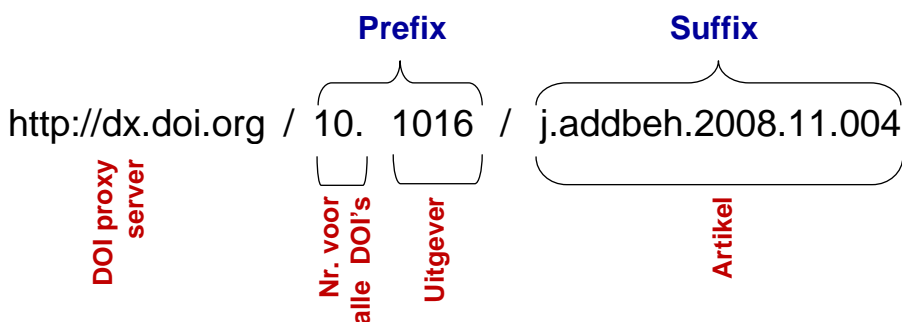 Prefix Suffix
http://dx.doi.org / 10. 1016 / j.addbeh.2008.11.004
DOI proxy
server
Nr. voor
alle DOI's
Uitgever
Artikel